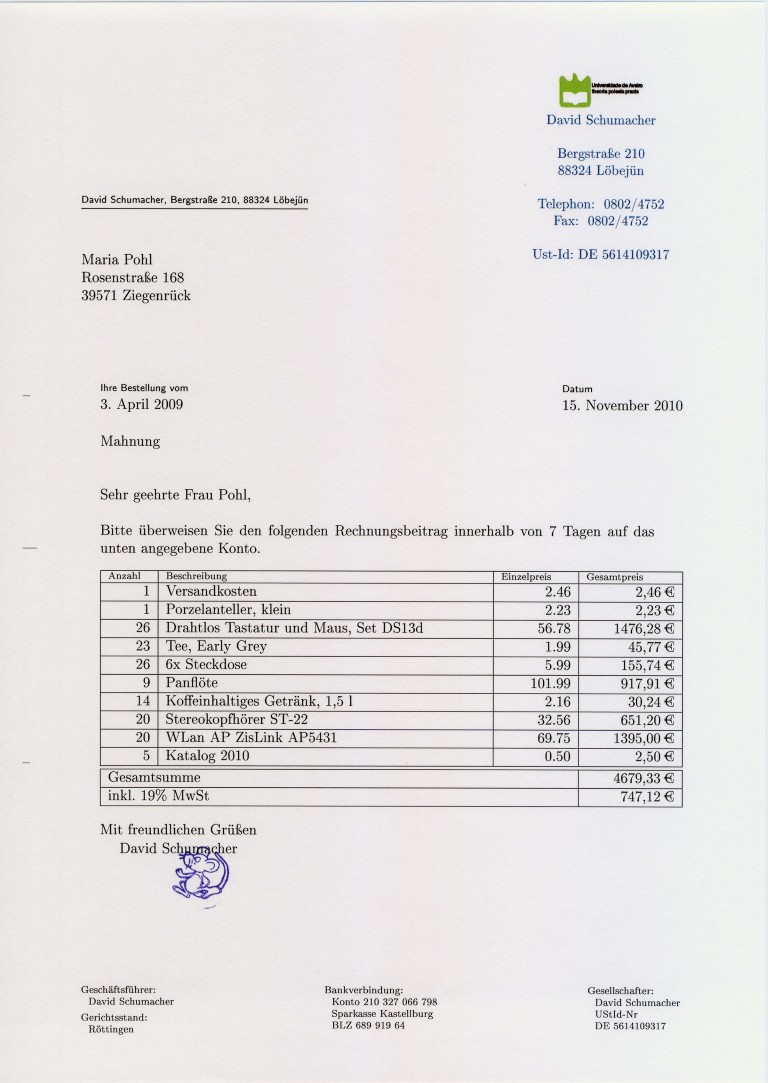 Universidade de Aveiro
theoria poiesis praxis
David Schumacher
Bergstraße 210
88324 Löbejün
Telephon: 0802/4752
Fax: 0802/4752
Ust-Id: DE 5614109317
David Schumacher, Bergstraße 210, 88324 Löbejün
Maria Pohl
Rosenstraße 168
39571 Ziegenrück
Ihre Bestellung vom Datum
3. April 2009 15. November 2010
Mahnung
Sehr geehrte Frau Pohl,
Bitte überweisen Sie den folgenden Rechnungsbeitrag innerhalb von 7 Tagen auf das
unten angegebene Konto.
Anzahl Beschreibung Einzelpreis Gesamtpreis
1 Versandkosten 2.46 2,46 €
1 Porzelanteller, klein 2.23 2,23 €
26 Drahtlos Tastatur und Maus, Set DS13d 56.78 1476,28 €
23 Tee, Early Grey 1.99 45,77 €
26 6x Steckdose 5.99 155,74 €
9 Panflöte 101.99 917,91 €
14 Koffeinhaltiges Getränk, 1,5 l 2.16 30,24 €
20 Stereokopfhörer ST-22 32.56 651,20 €
20 WLan AP ZisLink AP5431 69.75 1395,00 €
5 Katalog 2010 0.50 2,50 €
Gesamtsumme 4679,33 €
inkl. 19% MwSt 747,12 €
Mit freundlichen Grüßen
David Schumacher
Geschäftsführer:
David Schumacher
Gerichtsstand:
Röttingen
Bankverbindung:
Konto 210 327 066 798
Sparkasse Kastellburg
BLZ 689 919 64
Gesellschafter:
David Schumacher
UStId-Nr
DE 5614109317